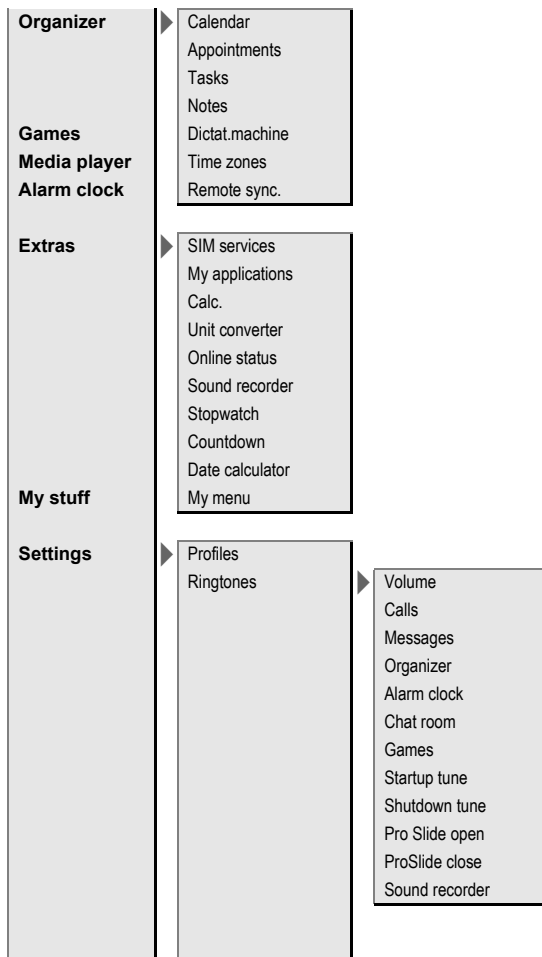 Organizer
Calendar
Appointments
Tasks
Notes
Games
Dictat.machine
Media player
Time zones
Alarm clock
Remote sync.
Extras
SIM services
My applications
Calc.
Unit converter
Online status
Sound recorder
Stopwatch
Countdown
Date calculator
My stuff
My menu
Settings
Profiles
Ringtones
Volume
Calls
Messages
Organizer
Alarm clock
Chat room
Games
Startup tune
Shutdown tune
Pro Slide open
ProSlide close
Sound recorder